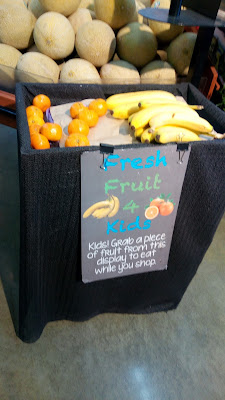 Fresh
Fruit
4
Kids
Kids! Grab a piece
of fruit from this
display to eat
while you shop.